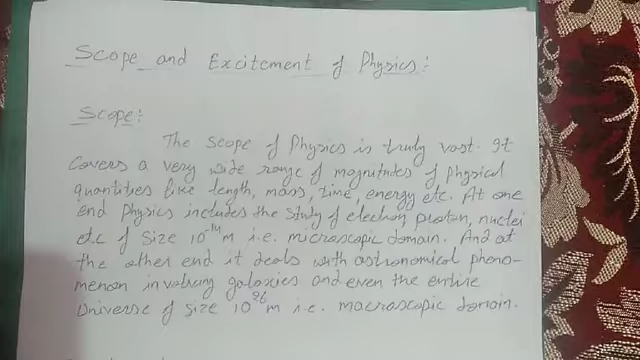 Scope and Excitement of Physics:
Scope:
The Scope of Physics is truly vast. It
covers a very wide range of magnitudes of Physical
quantities like length, mass, time, energy etc. At one
end Physics includes the study of electron proton, nuclei
etc of size 10⁻¹⁴ m i.e. microscopic domain. And at
the other end it deals with astronomical pheno-
menon involving galaxies and even the entire
Universe of size 10²⁶ m i.e. macroscopic domain.